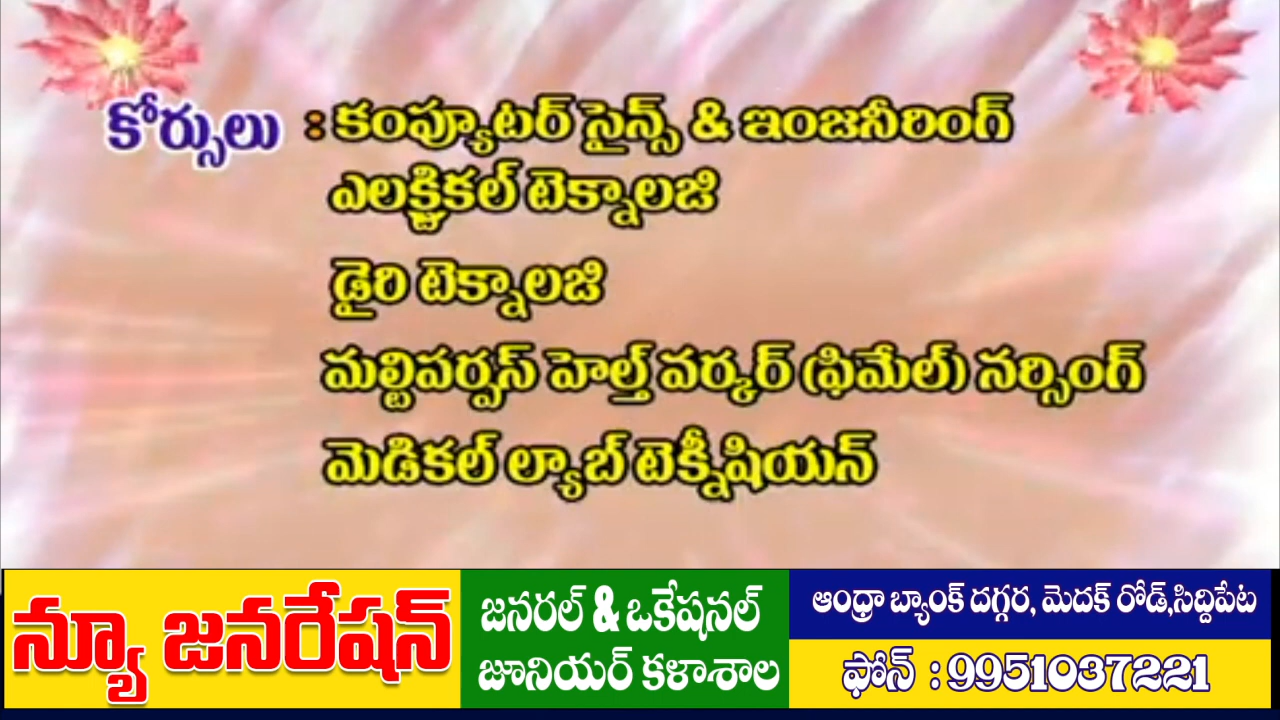 కోర్సులు : కంప్యూటర్ సైన్స్ & ఇంజనీరింగ్
ఎలక్ట్రికల్ టెక్నాలజి
డైరి టెక్నాలజి
మల్టిపర్పస్ హెల్త్ వర్కర్ (ఫిమేల్) నర్సింగ్
మెడికల్ ల్యాబ్ టెక్నీషియన్
న్యూ జనరేషన్
జనరల్ & ఒకేషనల్
జూనియర్ కళాశాల
ఆంధ్రా బ్యాంక్ దగ్గర, మెదక్ రోడ్,సిద్దిపేట
ఫోన్ : 9951037221